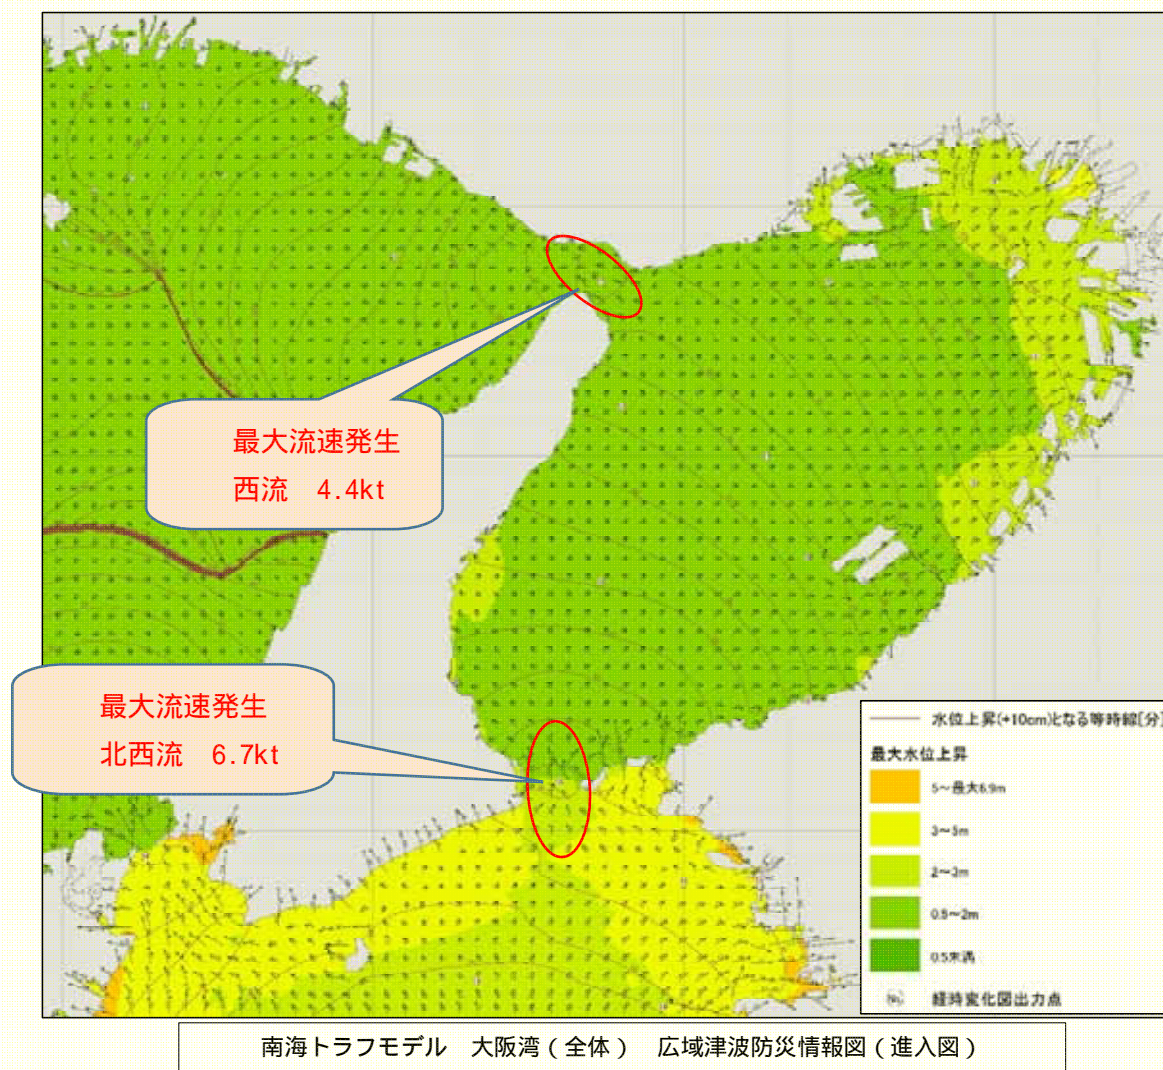 最大流速発生
西流　4.4kt
最大流速発生
北西流　6.7kt
水位上昇(+10cm)となる等時線[分]
最大水位上昇
5～最大6.9m
3～5m
2～3m
0.5～2m
0.5未満
経時変化図出力点
南海トラフモデル　大阪湾（全体）　広域津波防災情報図（進入図）